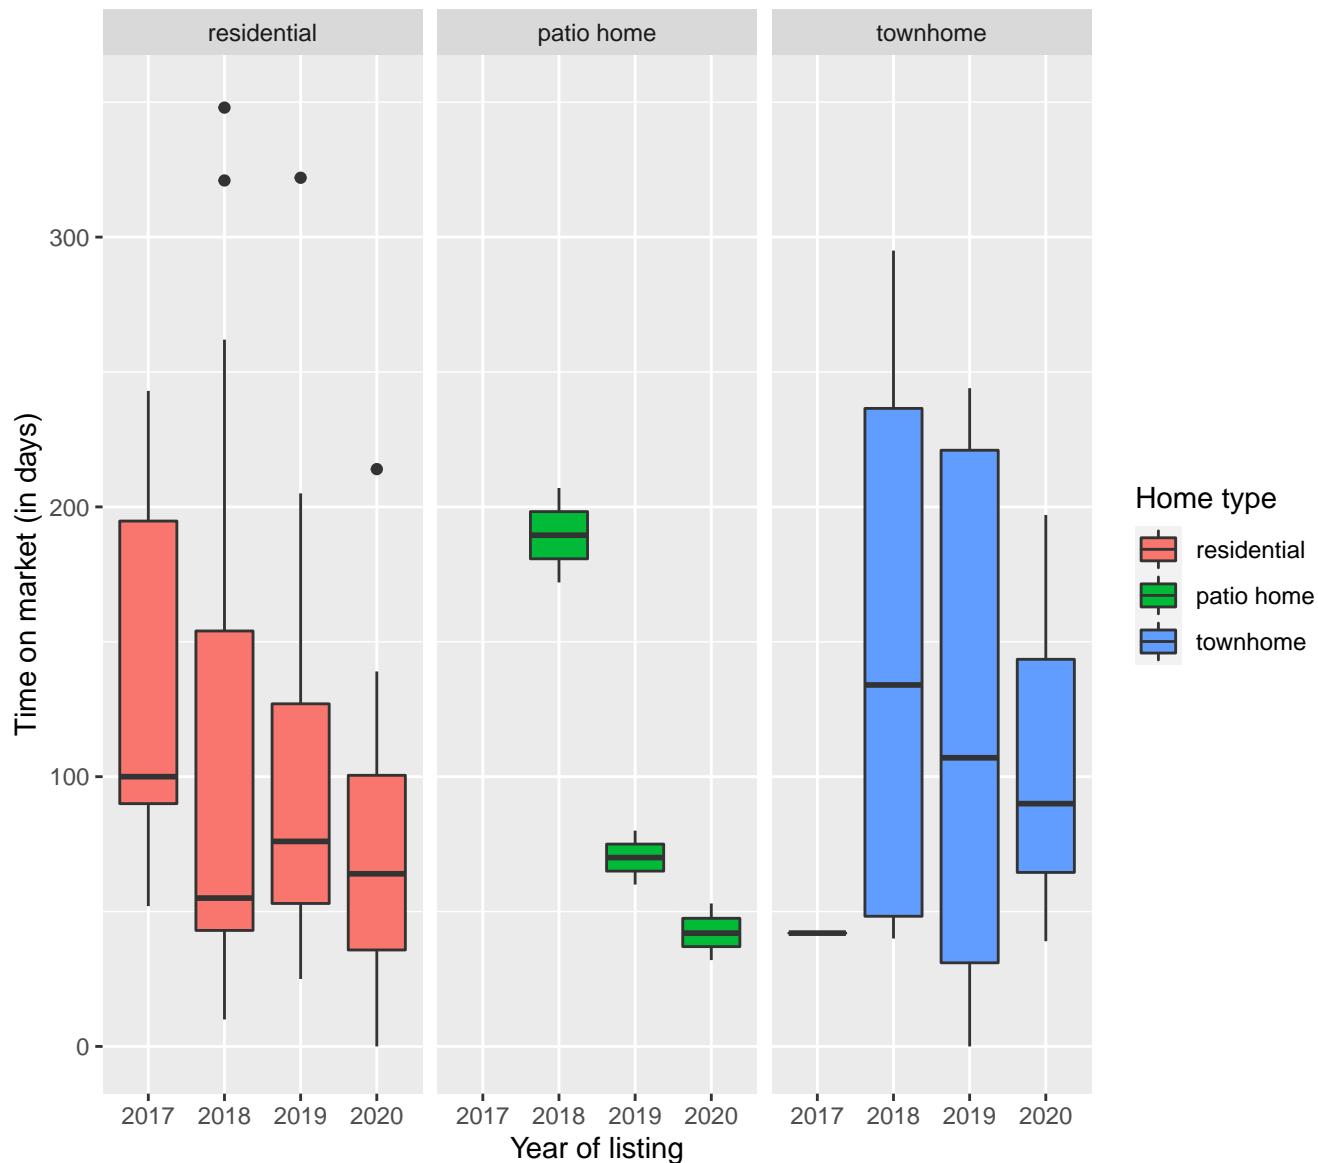 residential
patio home
townhome
Time on market (in days)
300
200
100
0
2017 2018 2019 2020
2017 2018 2019 2020
2017 2018 2019 2020
Year of listing
Home type
residential
patio home
townhome